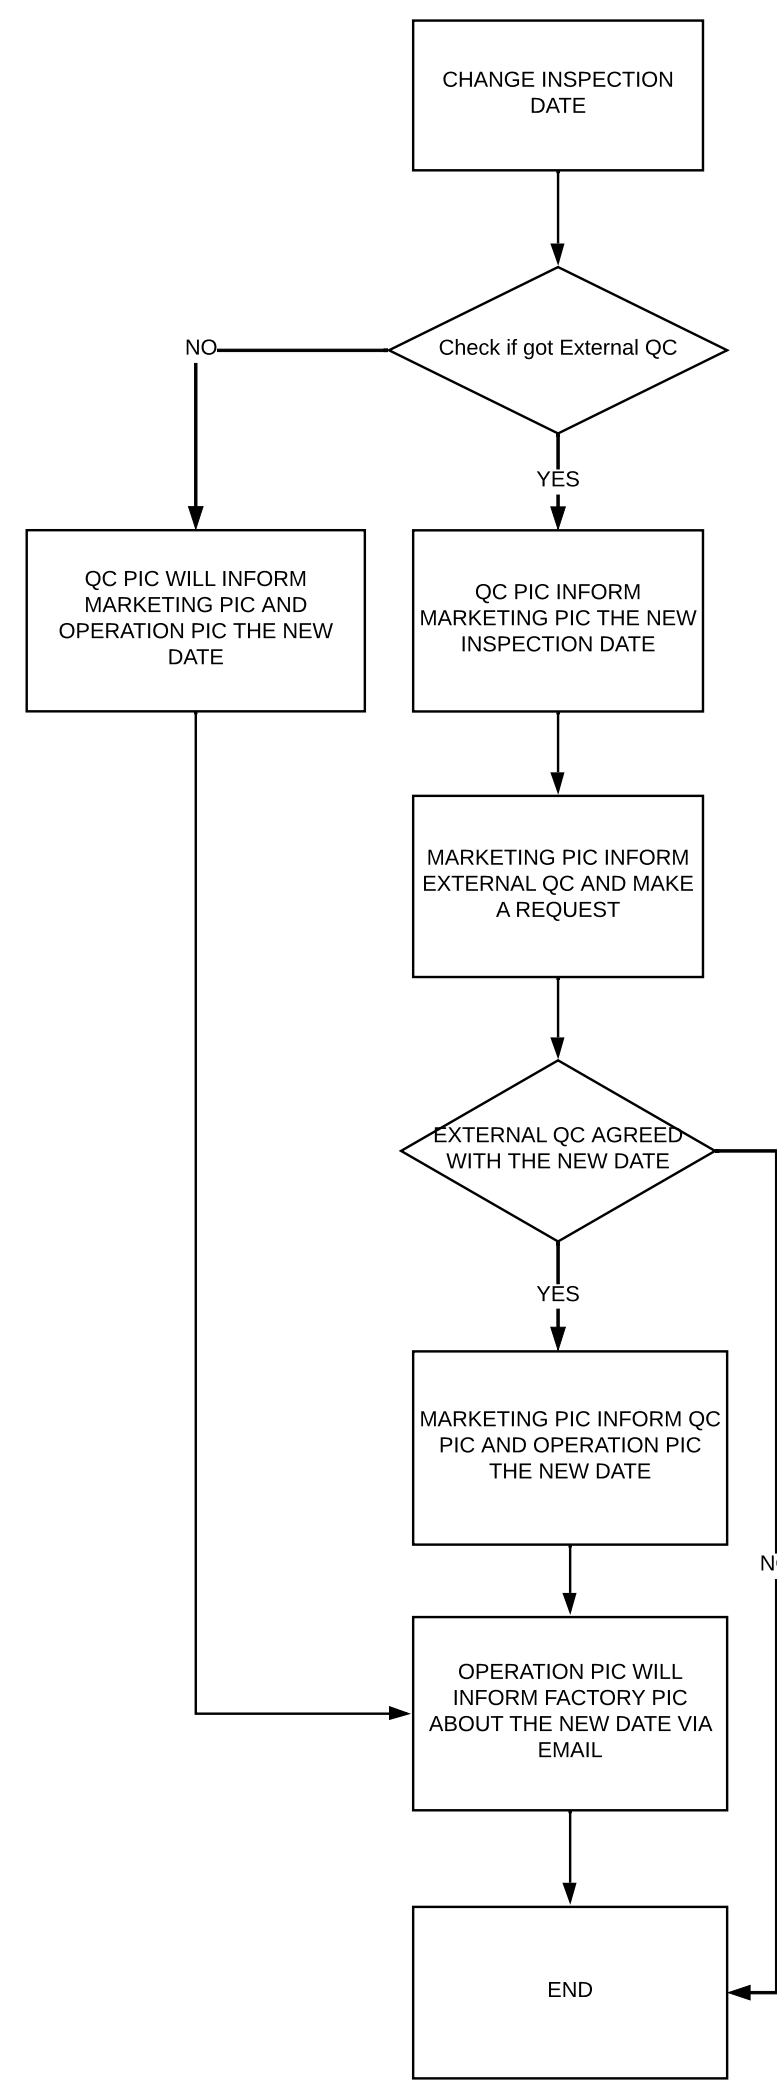 CHANGE INSPECTION
DATE
Check if got External QC
NO
YES
QC PIC WILL INFORM
MARKETING PIC AND
OPERATION PIC THE NEW
DATE
QC PIC INFORM
MARKETING PIC THE NEW
INSPECTION DATE
MARKETING PIC INFORM
EXTERNAL QC AND MAKE
A REQUEST
EXTERNAL QC AGREED
WITH THE NEW DATE
YES
MARKETING PIC INFORM QC
PIC AND OPERATION PIC
THE NEW DATE
OPERATION PIC WILL
INFORM FACTORY PIC
ABOUT THE NEW DATE VIA
EMAIL
END